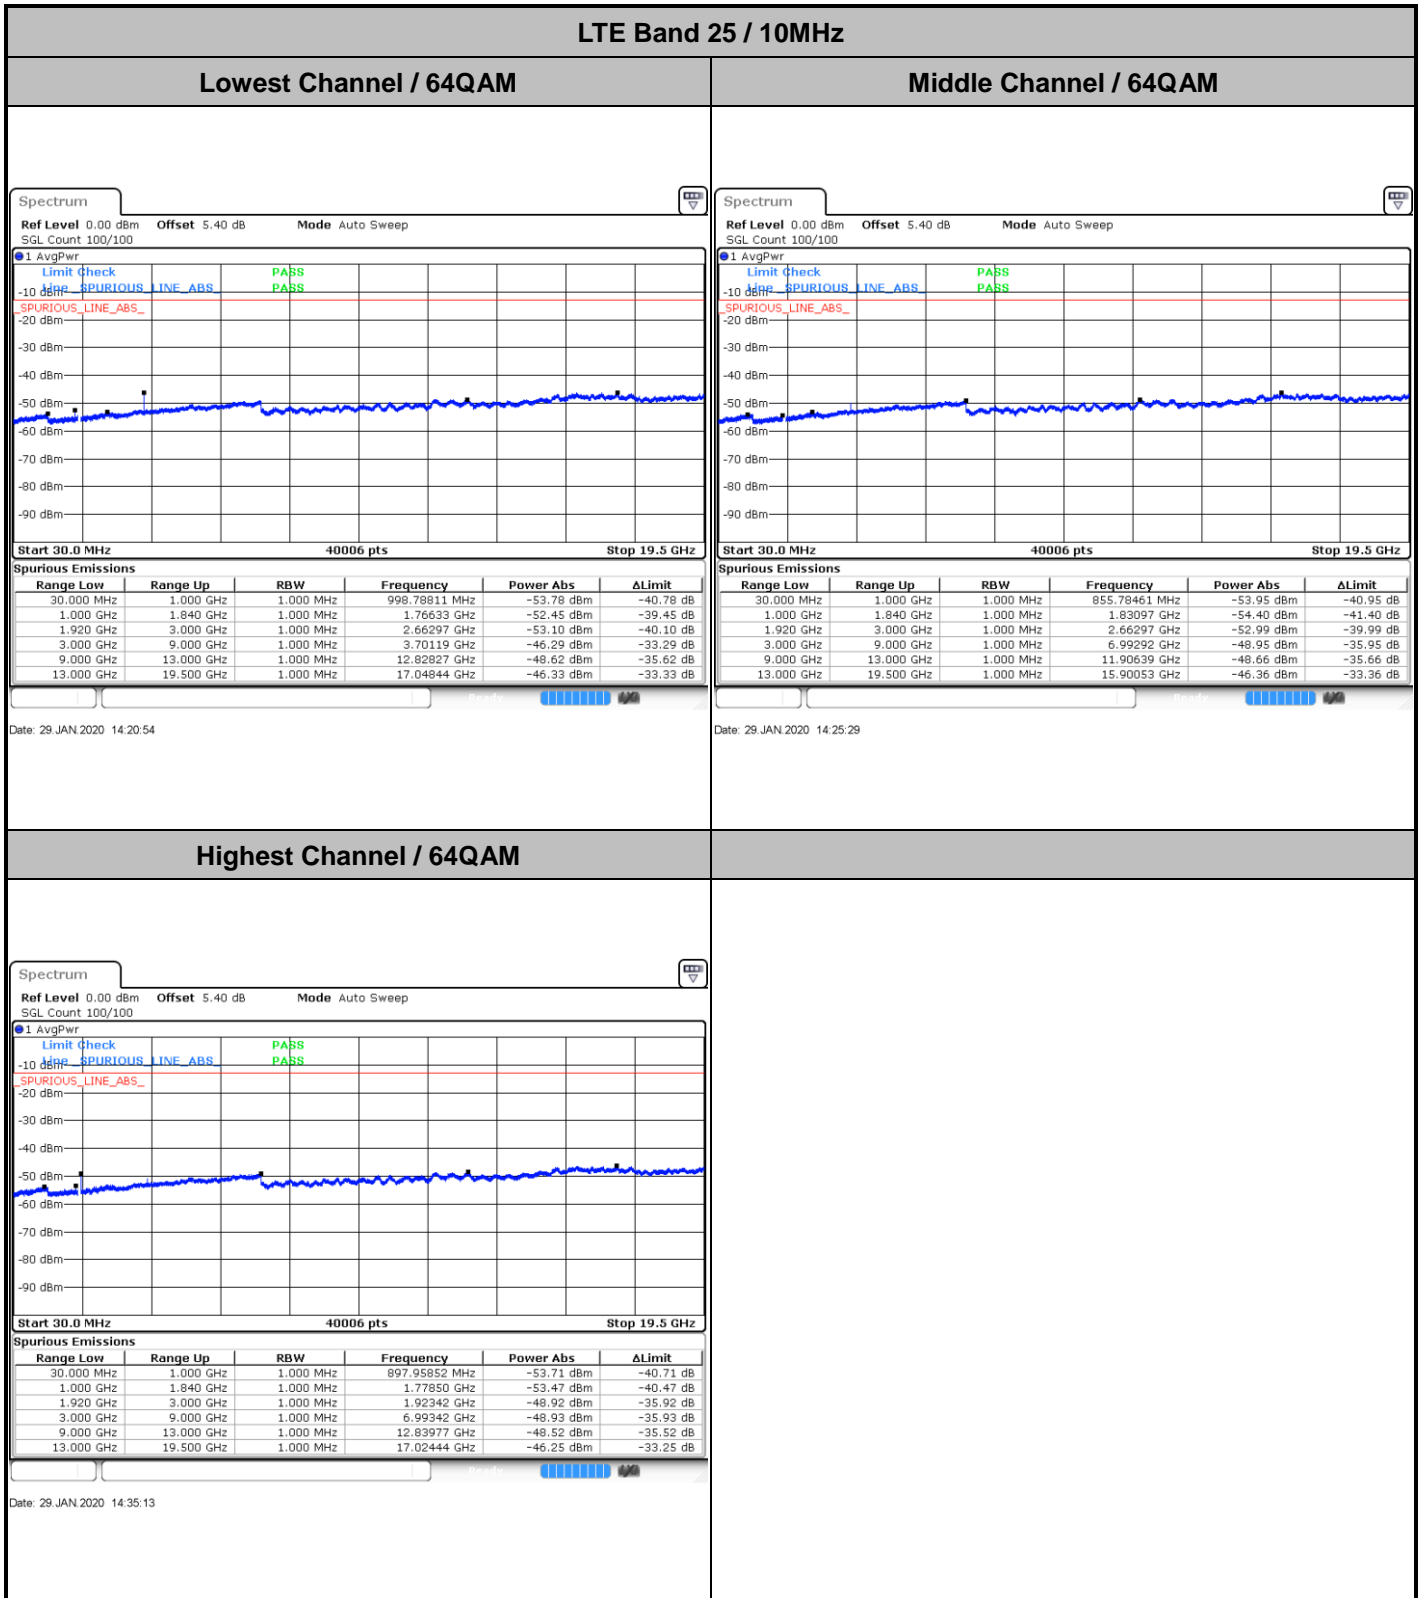 LTE Band 25 / 10MHz
Lowest Channel / 64QAM
Middle Channel / 64QAM
Spectrum
Ref Level 0.00 dBm Offset 5.40 dB Mode Auto Sweep
SGL Count 100/100
1 AvgPwr
Limit Check PASS
Line _SPURIOUS_LINE_ABS_ PASS
-10 dBm
_SPURIOUS_LINE_ABS_
-20 dBm
-30 dBm
-40 dBm
-50 dBm
-60 dBm
-70 dBm
-80 dBm
-90 dBm
Start 30.0 MHz 40006 pts Stop 19.5 GHz
Spurious Emissions
Range Low Range Up RBW Frequency Power Abs ΔLimit
30.000 MHz 1.000 GHz 1.000 MHz 998.78811 MHz -53.78 dBm -40.78 dB
1.000 GHz 1.840 GHz 1.000 MHz 1.76633 GHz -52.45 dBm -39.45 dB
1.920 GHz 3.000 GHz 1.000 MHz 2.66297 GHz -53.10 dBm -40.10 dB
3.000 GHz 9.000 GHz 1.000 MHz 3.70119 GHz -46.29 dBm -33.29 dB
9.000 GHz 13.000 GHz 1.000 MHz 12.82827 GHz -48.62 dBm -35.62 dB
13.000 GHz 19.500 GHz 1.000 MHz 17.04844 GHz -46.33 dBm -33.33 dB
Ready
Date: 29.JAN.2020 14:20:54
Spectrum
Ref Level 0.00 dBm Offset 5.40 dB Mode Auto Sweep
SGL Count 100/100
1 AvgPwr
Limit Check PASS
Line _SPURIOUS_LINE_ABS_ PASS
-10 dBm
_SPURIOUS_LINE_ABS_
-20 dBm
-30 dBm
-40 dBm
-50 dBm
-60 dBm
-70 dBm
-80 dBm
-90 dBm
Start 30.0 MHz 40006 pts Stop 19.5 GHz
Spurious Emissions
Range Low Range Up RBW Frequency Power Abs ΔLimit
30.000 MHz 1.000 GHz 1.000 MHz 855.78461 MHz -53.95 dBm -40.95 dB
1.000 GHz 1.840 GHz 1.000 MHz 1.83097 GHz -54.40 dBm -41.40 dB
1.920 GHz 3.000 GHz 1.000 MHz 2.66297 GHz -52.99 dBm -39.99 dB
3.000 GHz 9.000 GHz 1.000 MHz 6.99292 GHz -48.95 dBm -35.95 dB
9.000 GHz 13.000 GHz 1.000 MHz 11.90639 GHz -48.66 dBm -35.66 dB
13.000 GHz 19.500 GHz 1.000 MHz 15.90053 GHz -46.36 dBm -33.36 dB
Ready
Date: 29.JAN.2020 14:25:29
Highest Channel / 64QAM
Spectrum
Ref Level 0.00 dBm Offset 5.40 dB Mode Auto Sweep
SGL Count 100/100
1 AvgPwr
Limit Check PASS
Line _SPURIOUS_LINE_ABS_ PASS
-10 dBm
_SPURIOUS_LINE_ABS_
-20 dBm
-30 dBm
-40 dBm
-50 dBm
-60 dBm
-70 dBm
-80 dBm
-90 dBm
Start 30.0 MHz 40006 pts Stop 19.5 GHz
Spurious Emissions
Range Low Range Up RBW Frequency Power Abs ΔLimit
30.000 MHz 1.000 GHz 1.000 MHz 897.95852 MHz -53.71 dBm -40.71 dB
1.000 GHz 1.840 GHz 1.000 MHz 1.77850 GHz -53.47 dBm -40.47 dB
1.920 GHz 3.000 GHz 1.000 MHz 1.92342 GHz -48.92 dBm -35.92 dB
3.000 GHz 9.000 GHz 1.000 MHz 6.99342 GHz -48.93 dBm -35.93 dB
9.000 GHz 13.000 GHz 1.000 MHz 12.83977 GHz -48.52 dBm -35.52 dB
13.000 GHz 19.500 GHz 1.000 MHz 17.02444 GHz -46.25 dBm -33.25 dB
Ready
Date: 29.JAN.2020 14:35:13